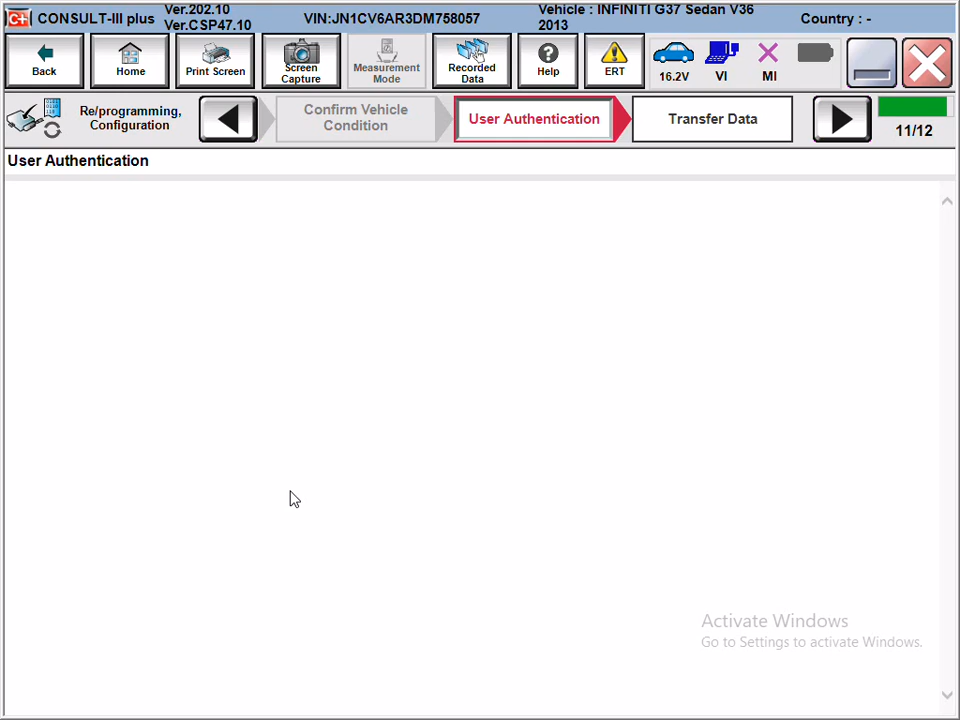 C+ CONSULT-III plus
Ver.202.10
Ver.CSP47.10
VIN:JN1CV6AR3DM758057
Vehicle : INFINITI G37 Sedan V36
2013
Country : -
Back
Home
Print Screen
Screen
Capture
Measurement
Mode
Recorded
Data
Help
ERT
16.2V
VI
MI
Re/programming,
Configuration
Confirm Vehicle
Condition
User Authentication
Transfer Data
11/12
User Authentication
Activate Windows
Go to Settings to activate Windows.